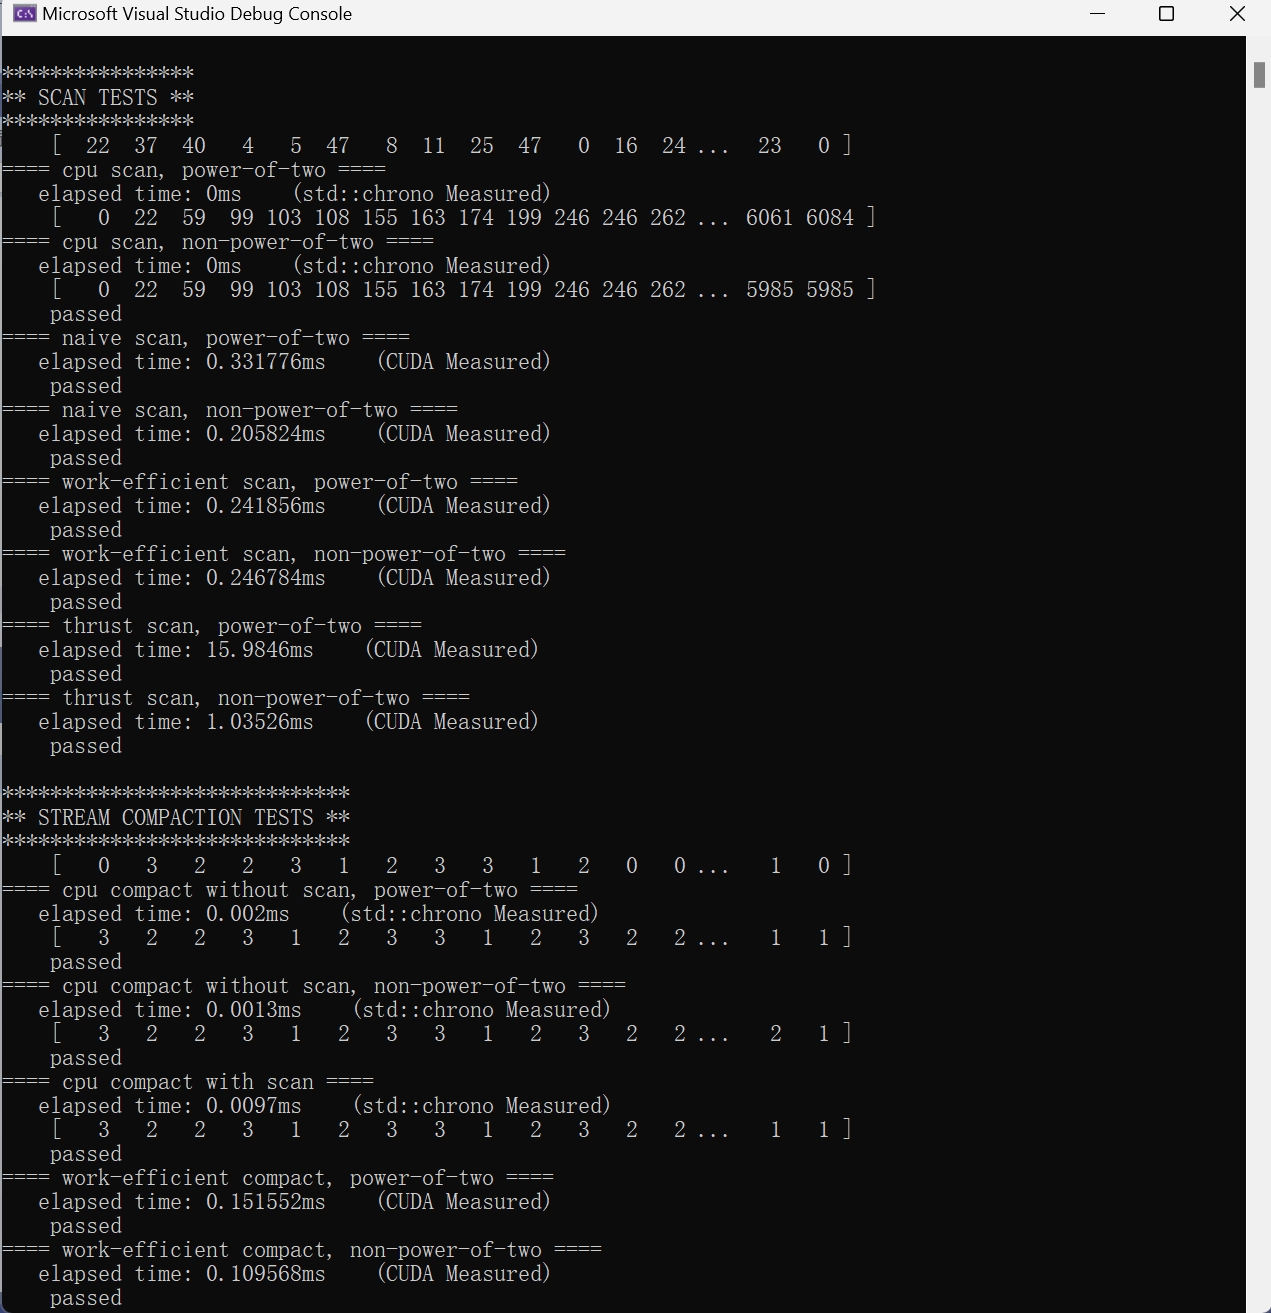 Microsoft Visual Studio Debug Console
****************
** SCAN TESTS **
****************
    [  22  37  40   4   5  47   8  11  25  47   0  16  24 ...  23   0 ]
==== cpu scan, power-of-two ====
   elapsed time: 0ms    (std::chrono Measured)
    [   0  22  59  99 103 108 155 163 174 199 246 246 262 ... 6061 6084 ]
==== cpu scan, non-power-of-two ====
   elapsed time: 0ms    (std::chrono Measured)
    [   0  22  59  99 103 108 155 163 174 199 246 246 262 ... 5985 5985 ]
    passed
==== naive scan, power-of-two ====
   elapsed time: 0.331776ms    (CUDA Measured)
    passed
==== naive scan, non-power-of-two ====
   elapsed time: 0.205824ms    (CUDA Measured)
    passed
==== work-efficient scan, power-of-two ====
   elapsed time: 0.241856ms    (CUDA Measured)
    passed
==== work-efficient scan, non-power-of-two ====
   elapsed time: 0.246784ms    (CUDA Measured)
    passed
==== thrust scan, power-of-two ====
   elapsed time: 15.9846ms    (CUDA Measured)
    passed
==== thrust scan, non-power-of-two ====
   elapsed time: 1.03526ms    (CUDA Measured)
    passed
*****************************
** STREAM COMPACTION TESTS **
*****************************
    [   0   3   2   2   3   1   2   3   3   1   2   0   0 ...   1   0 ]
==== cpu compact without scan, power-of-two ====
   elapsed time: 0.002ms    (std::chrono Measured)
    [   3   2   2   3   1   2   3   3   1   2   3   2   2 ...   1   1 ]
    passed
==== cpu compact without scan, non-power-of-two ====
   elapsed time: 0.0013ms    (std::chrono Measured)
    [   3   2   2   3   1   2   3   3   1   2   3   2   2 ...   2   1 ]
    passed
==== cpu compact with scan ====
   elapsed time: 0.0097ms    (std::chrono Measured)
    [   3   2   2   3   1   2   3   3   1   2   3   2   2 ...   1   1 ]
    passed
==== work-efficient compact, power-of-two ====
   elapsed time: 0.151552ms    (CUDA Measured)
    passed
==== work-efficient compact, non-power-of-two ====
   elapsed time: 0.109568ms    (CUDA Measured)
    passed